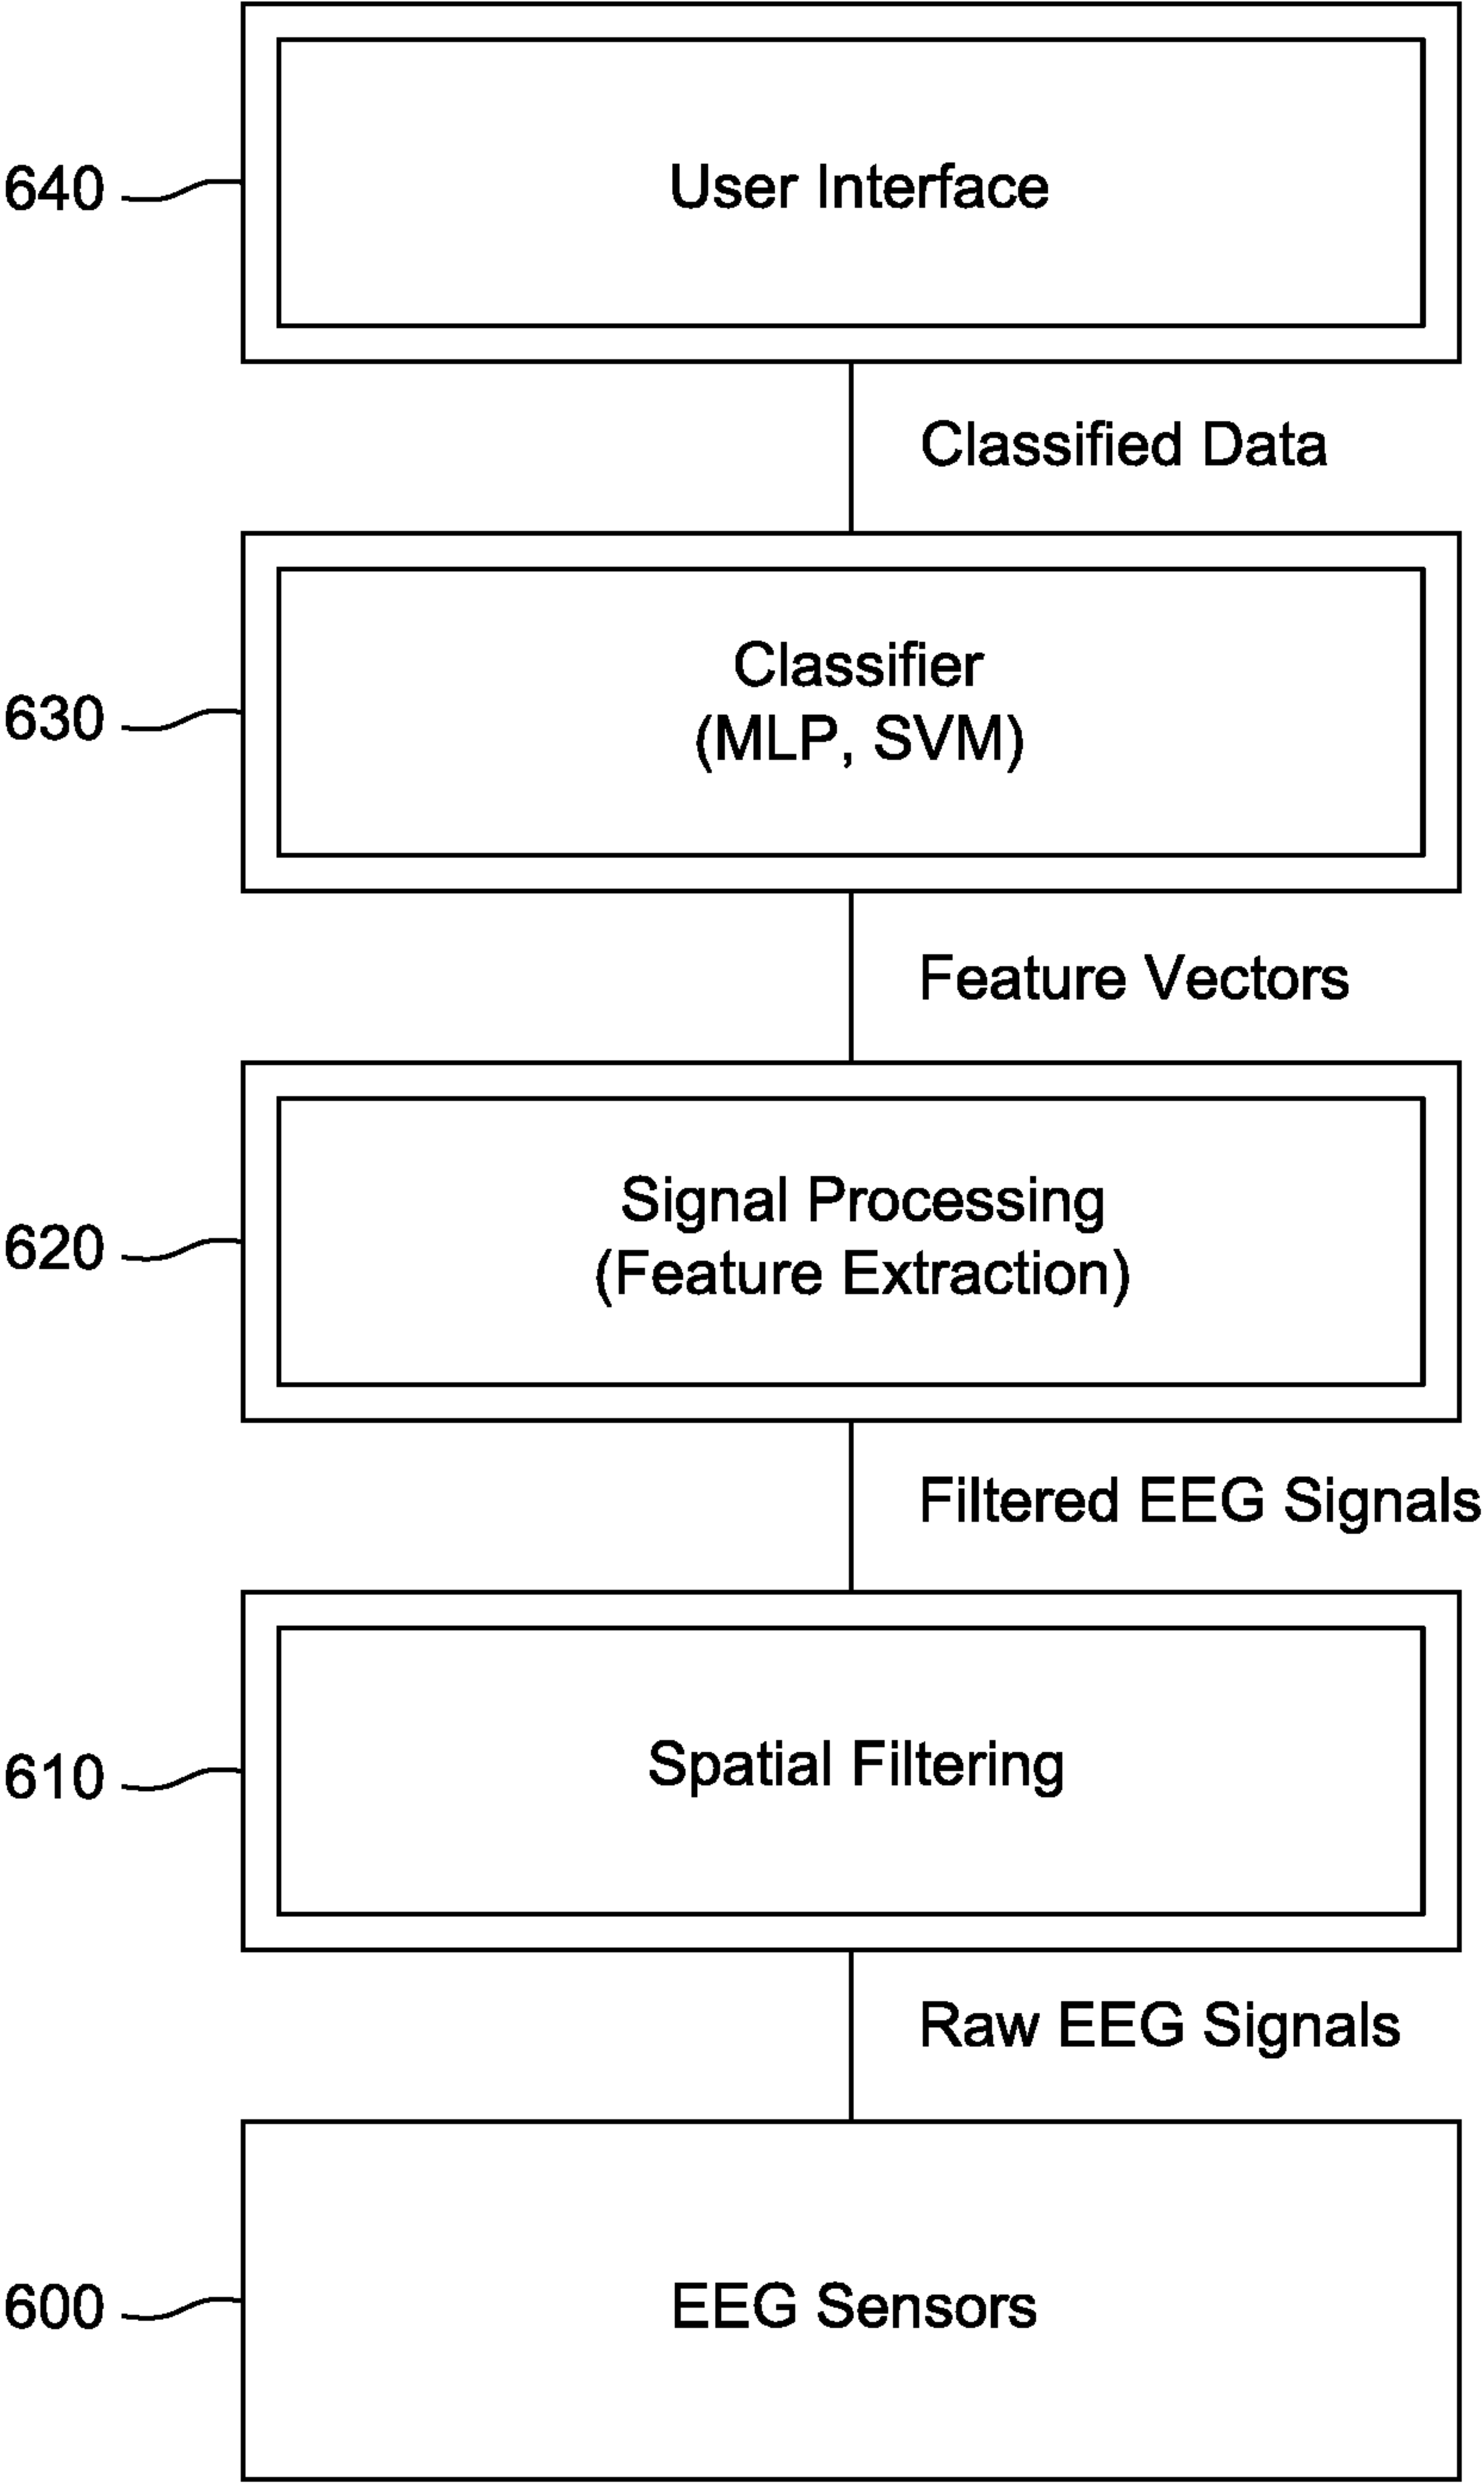 640
User Interface
Classified Data
630
Classifier
(MLP, SVM)
Feature Vectors
620
Signal Processing
(Feature Extraction)
Filtered EEG Signals
610
Spatial Filtering
Raw EEG Signals
600
EEG Sensors